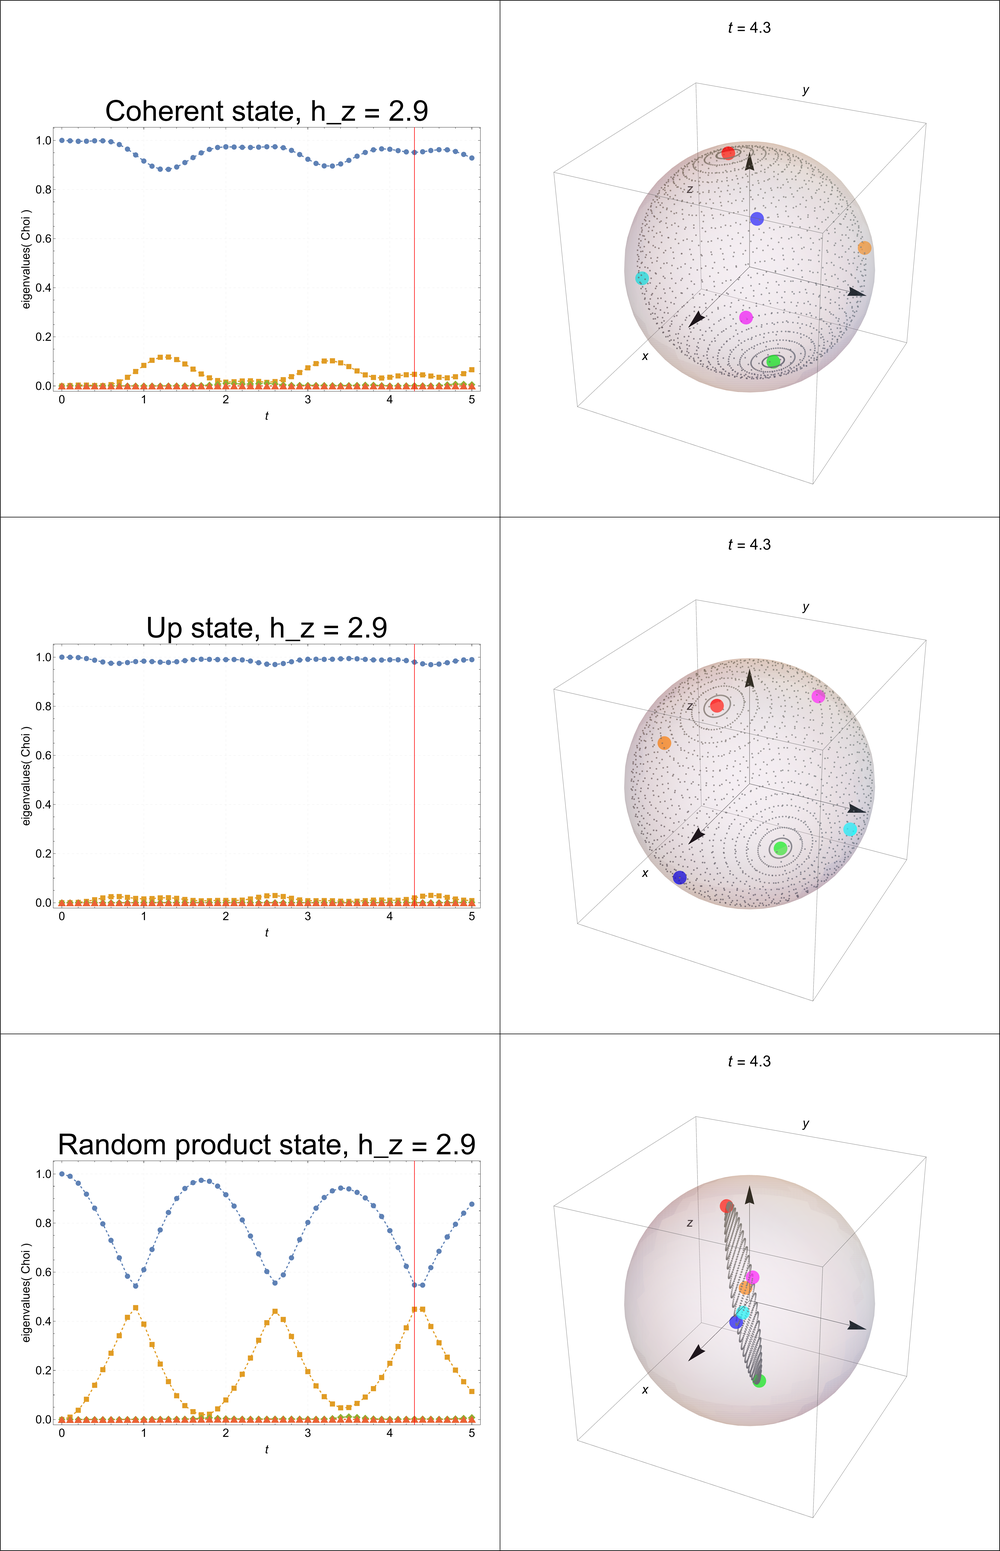 Coherent state, h_z = 2.9
eigenvalues( Choi )
1.0
0.8
0.6
0.4
0.2
0.0
0 1 2 3 4 5
t
t = 4.3
y
z
x
Up state, h_z = 2.9
eigenvalues( Choi )
1.0
0.8
0.6
0.4
0.2
0.0
0 1 2 3 4 5
t
t = 4.3
y
z
x
Random product state, h_z = 2.9
eigenvalues( Choi )
1.0
0.8
0.6
0.4
0.2
0.0
0 1 2 3 4 5
t
t = 4.3
y
z
x